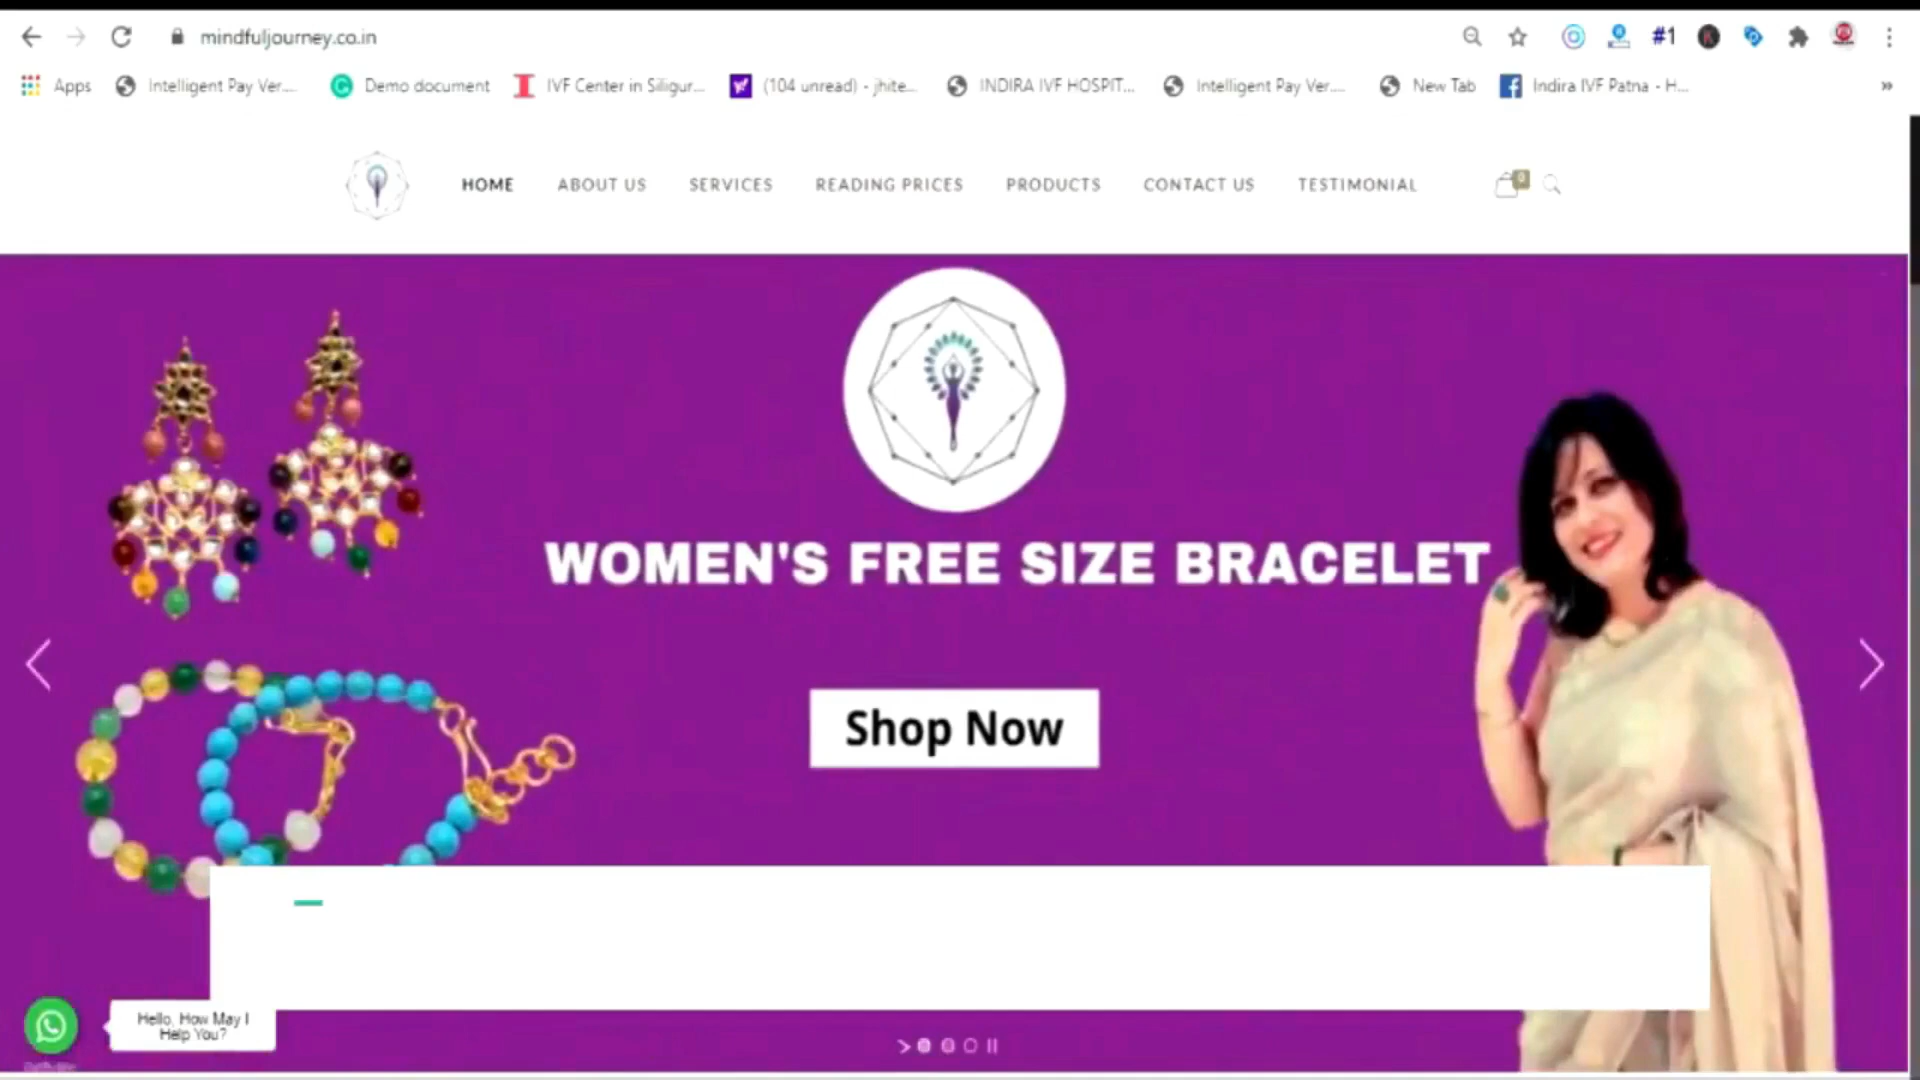 mindfuljourney.co.in
#1
Apps
Intelligent Pay Ver...
Demo document
IVF Center in Siligur...
(104 unread) - jhite...
INDIRA IVF HOSPIT...
Intelligent Pay Ver...
New Tab
Indira IVF Patna - H...
»
HOME
ABOUT US
SERVICES
READING PRICES
PRODUCTS
CONTACT US
TESTIMONIAL
0
WOMEN'S FREE SIZE BRACELET
Shop Now
Hello, How May I
Help You?